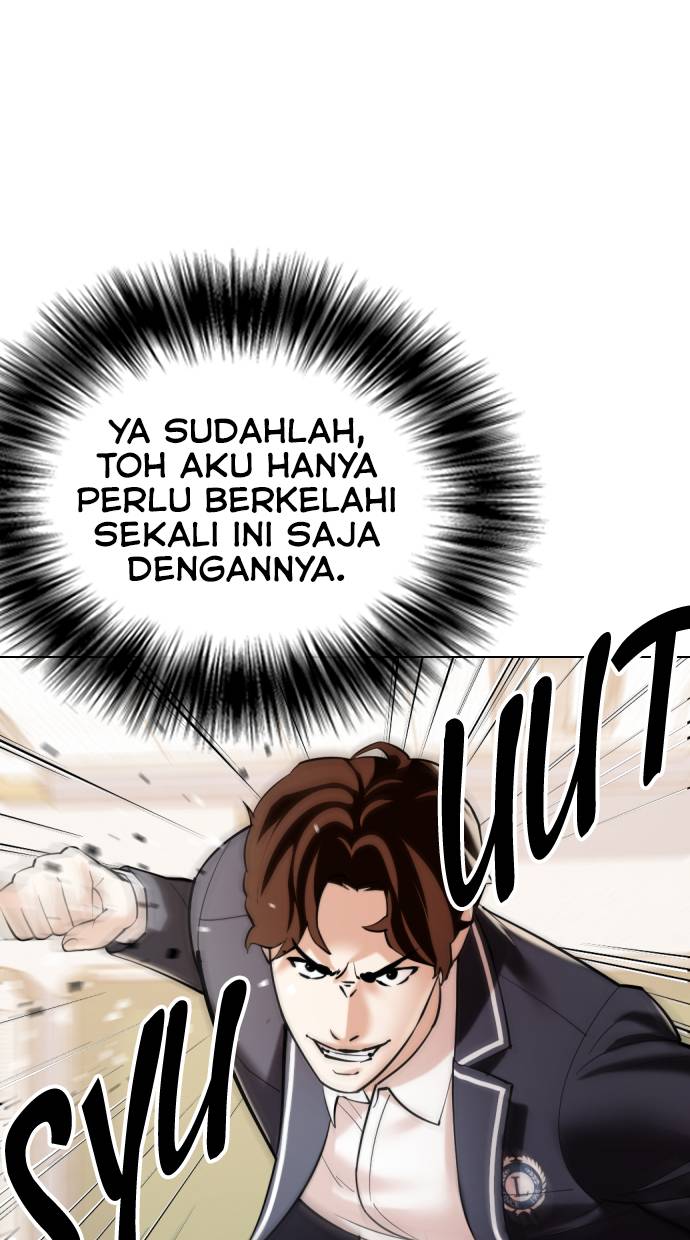 YA SUDAHLAH,
TOH AKU HANYA
PERLU BERKELAHI
SEKALI INI SAJA
DENGANNYA.
SYU
UUT
L